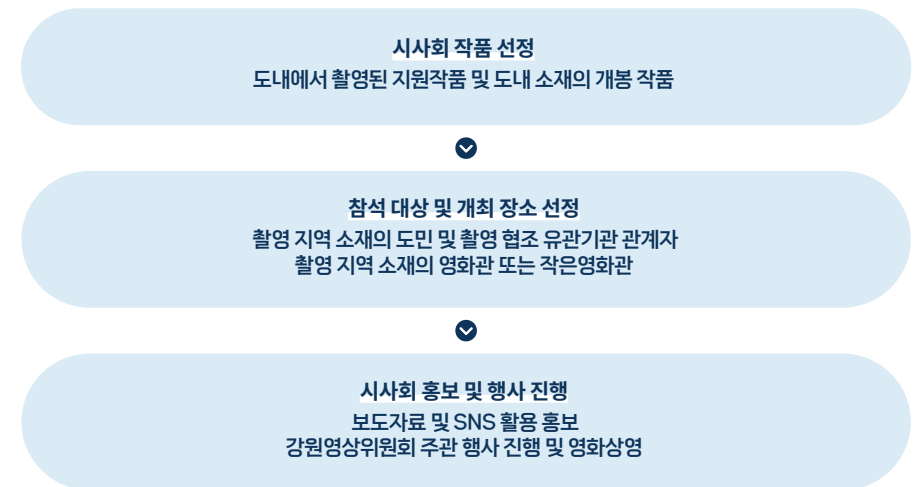 시사회 작품 선정
도내에서 촬영된 지원작품 및 도내 소재의 개봉 작품
참석 대상 및 개최 장소 선정
촬영 지역 소재의 도민 및 촬영 협조 유관기관 관계자
촬영 지역 소재의 영화관 또는 작은영화관
시사회 홍보 및 행사 진행
보도자료 및 SNS 활용 홍보
강원영상위원회 주관 행사 진행 및 영화상영